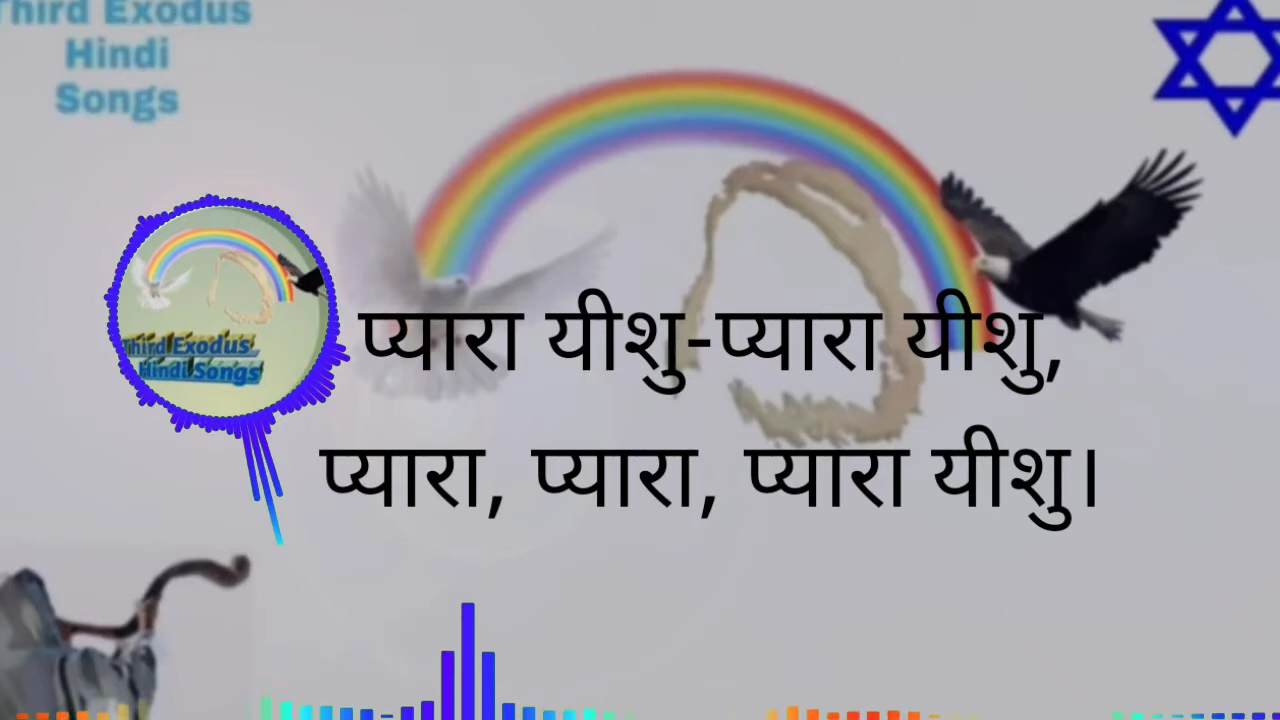 Third Exodus
Hindi
Songs
Third Exodus
Hindi Songs
प्यारा यीशु-प्यारा यीशु,
प्यारा, प्यारा, प्यारा यीशु।